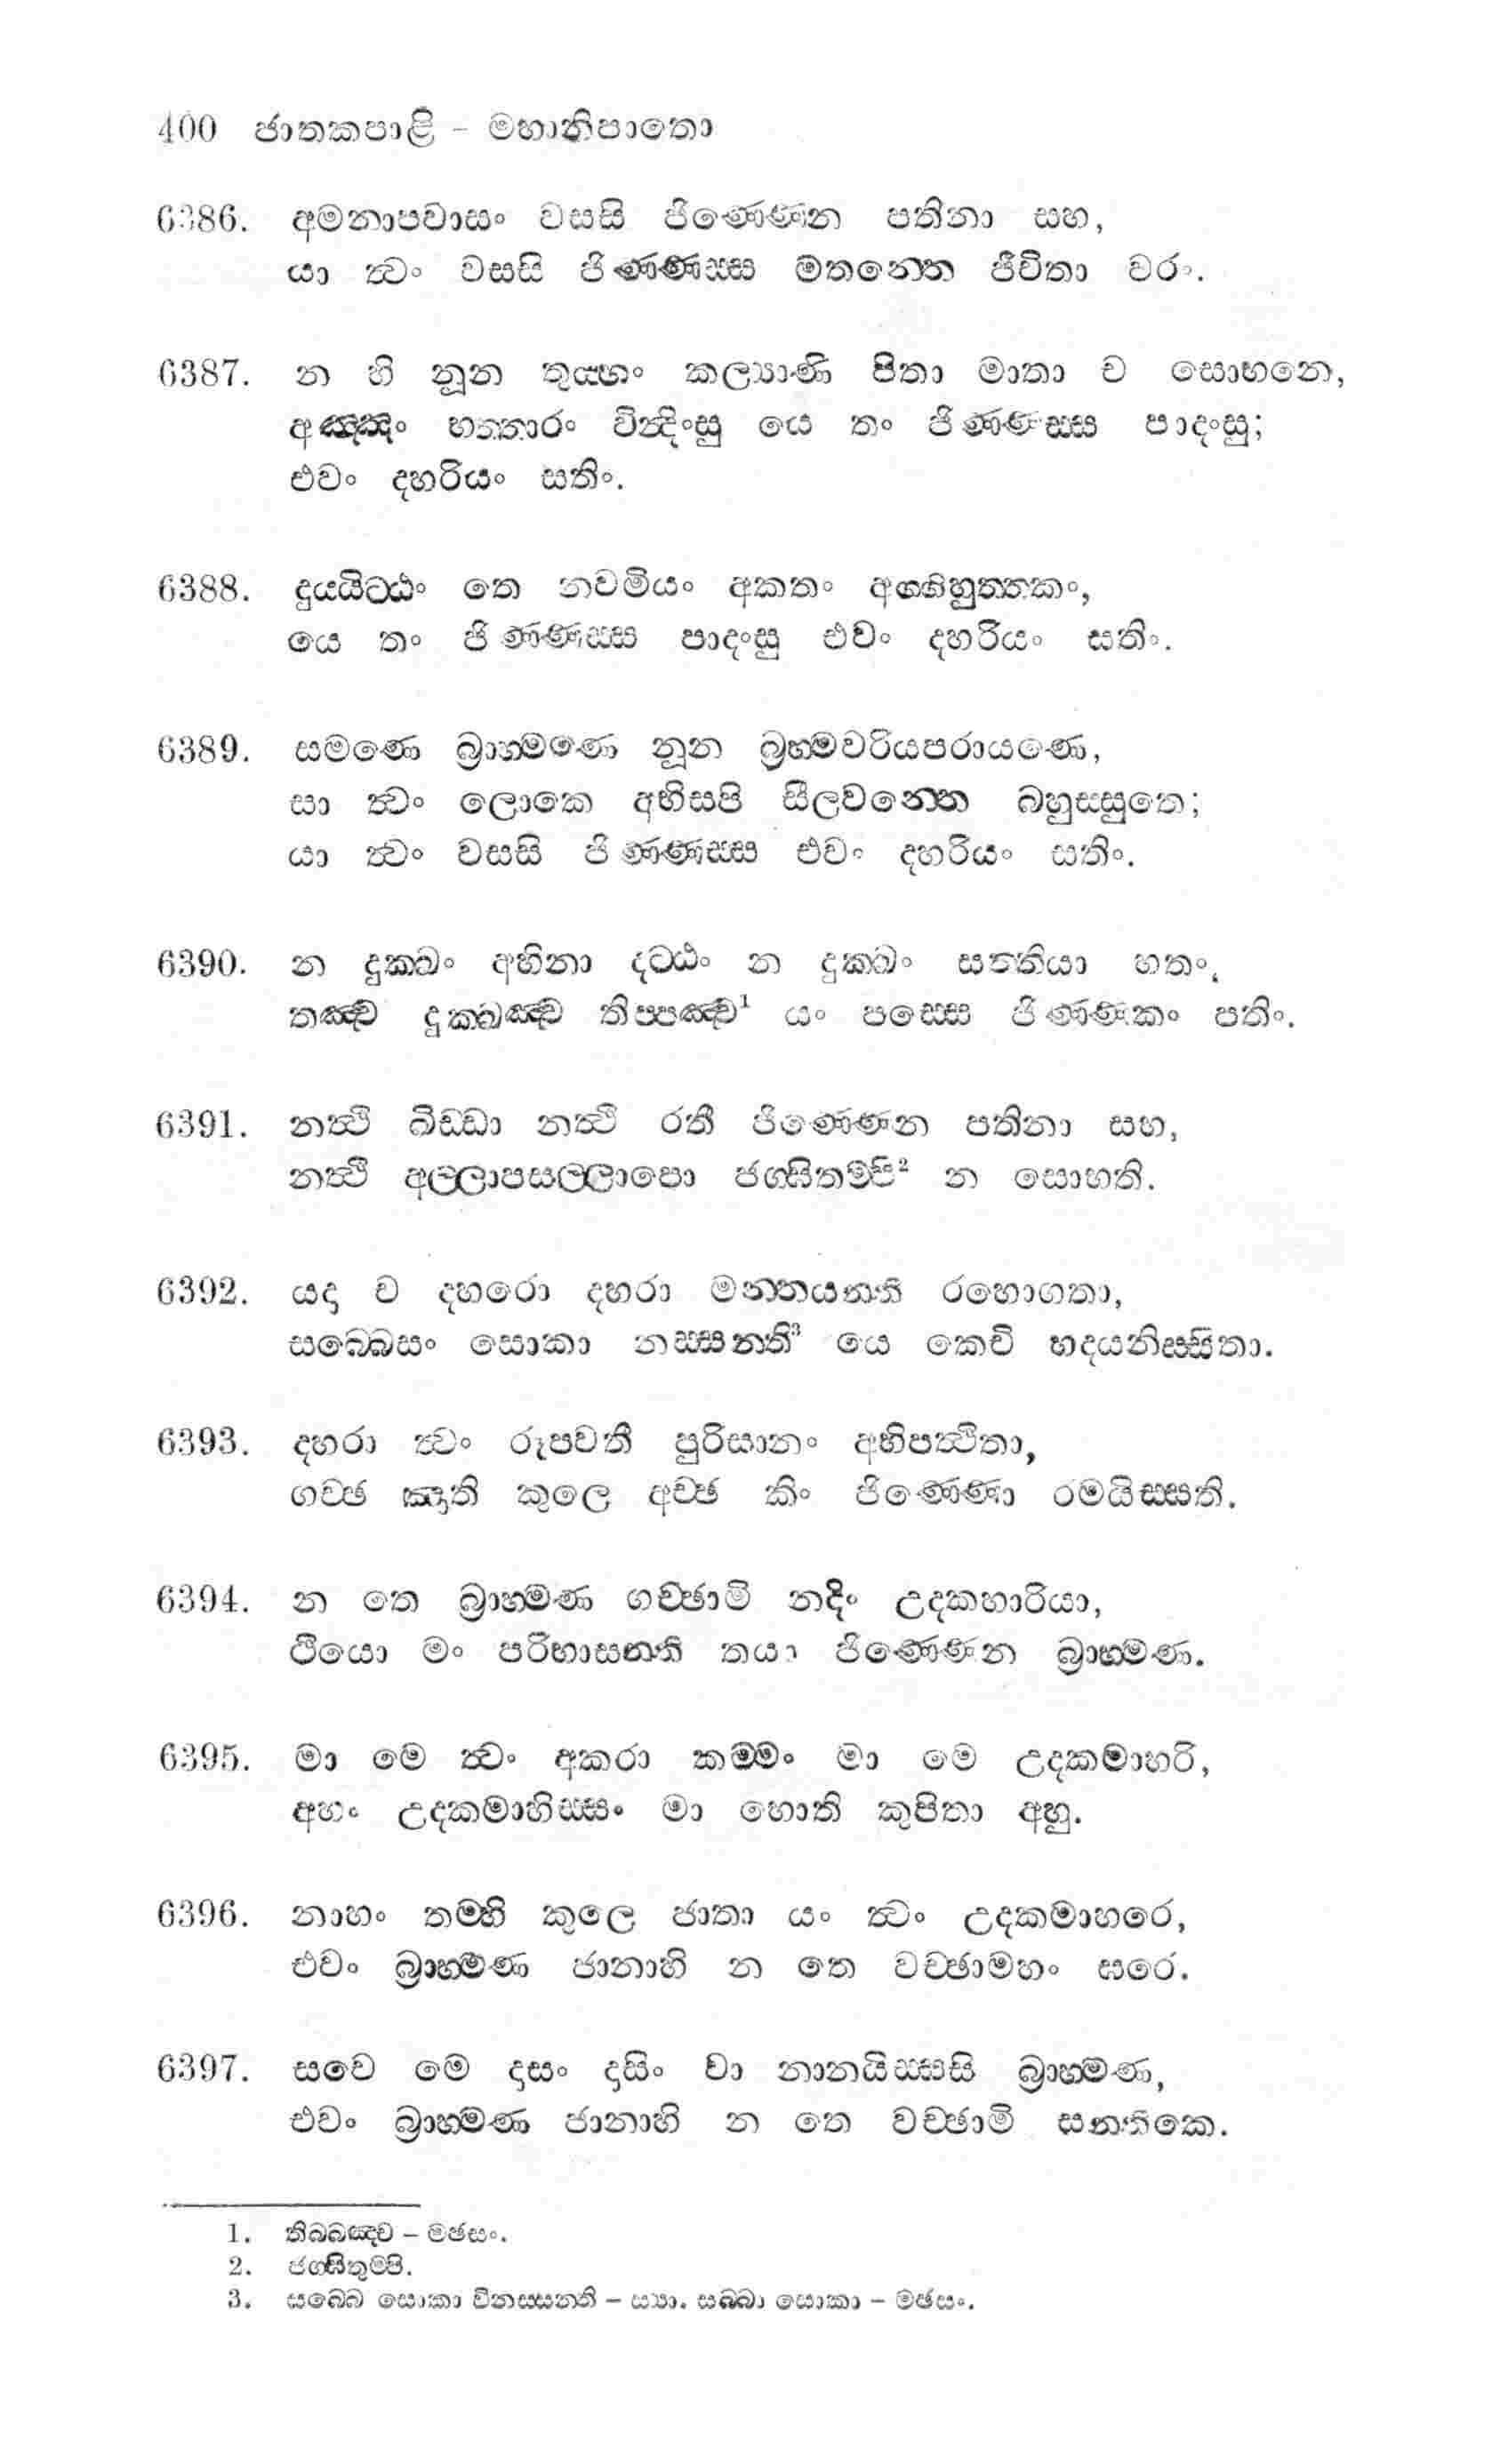 400 ජාතකපාළි – මහානිපාතො
6386. අමනාපවාසං වසසි ජිණ්ණෙන පතිනා සහ,
යා ත්වං වසසි ජිණ්ණස්ස මතන්තෙ ජීවිතා වරං.
6387. න හි නූන තුය්හං කල්‍යාණි පිතා මාතා ච සොභනෙ,
අඤ්ඤං භත්තාරං වින්දිංසු යෙ තං ජිණ්ණස්ස පාදංසු;
එවං දහරියං සතිං.
6388. දුයයිට්ඨං තෙ නවමියං අකතං අග්ගිහුත්තකං,
යෙ තං ජිණ්ණස්ස පාදංසු එවං දහරියං සතිං.
6389. සමණෙ බ්‍රාහ්මණෙ නූන බ්‍රහ්මචරියපරායණෙ,
සා ත්වං ලොකෙ අභිසපි සීලවන්තෙ බහුස්සුතෙ;
යා ත්වං වසසි ජිණ්ණස්ස එවං දහරියං සතිං.
6390. න දුක්ඛං අහිනා දට්ඨං න දුක්ඛං සත්තියා හතං,
තඤ්ච දුක්ඛඤ්ච තිප්පඤ්ච¹ යං පස්සෙ ජිණ්ණකං පතිං.
6391. නත්ථි ඛිඩ්ඩා නත්ථි රතී ජිණ්ණෙන පතිනා සහ,
නත්ථි අල්ලාපසල්ලාපො ජග්ඝිතම්පි² න සොභති.
6392. යදා ච දහරො දහරා මන්තයන්ති රහොගතා,
සබ්බෙසං සොකා නස්සන්ති³ යෙ කෙචි හදයනිස්සිතා.
6393. දහරා ත්වං රූපවතී පුරිසානං අභිපත්ථිතා,
ගච්ඡ ඤාති කුලෙ අච්ඡ කිං ජිණ්ණො රමයිස්සති.
6394. න තෙ බ්‍රාහ්මණ ගච්ඡාමි නදිං උදකහාරියා,
ථියො මං පරිභාසන්ති තයා ජිණ්ණෙන බ්‍රාහ්මණ.
6395. මා මෙ ත්වං අකරා කම්මං මා මෙ උදකමාහරි,
අහං උදකමාහිස්සං මා හොති කුපිතා අහු.
6396. නාහං තම්හි කුලෙ ජාතා යං ත්වං උදකමාහරෙ,
එවං බ්‍රාහ්මණ ජානාහි න තෙ වච්ඡාමහං ඝරෙ.
6397. සචෙ මෙ දාසං දාසිං වා නානයිස්සසි බ්‍රාහ්මණ,
එවං බ්‍රාහ්මණ ජානාහි න තෙ වච්ඡාමි සන්තිකෙ.
1. තිබ්බඤ්ච – මඡසං.
2. ජග්ඝිතුම්පි.
3. සබ්බෙ සොකා විනස්සන්ති – ස්‍යා. සබ්බා සොකා – මඡසං.